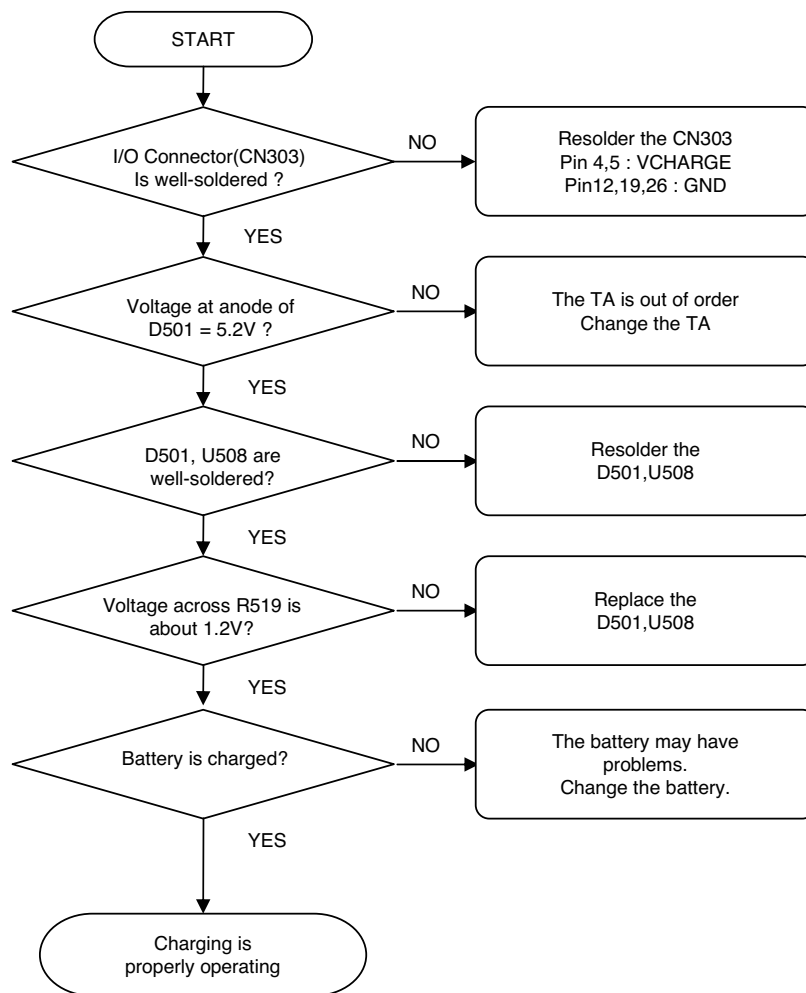 START
I/O Connector(CN303)
Is well-soldered ?
NO
Resolder the CN303
Pin 4,5 : VCHARGE
Pin12,19,26 : GND
YES
Voltage at anode of
D501 = 5.2V ?
NO
The TA is out of order
Change the TA
YES
D501, U508 are
well-soldered?
NO
Resolder the
D501,U508
YES
Voltage across R519 is
about 1.2V?
NO
Replace the
D501,U508
YES
Battery is charged?
NO
The battery may have
problems.
Change the battery.
YES
Charging is
properly operating